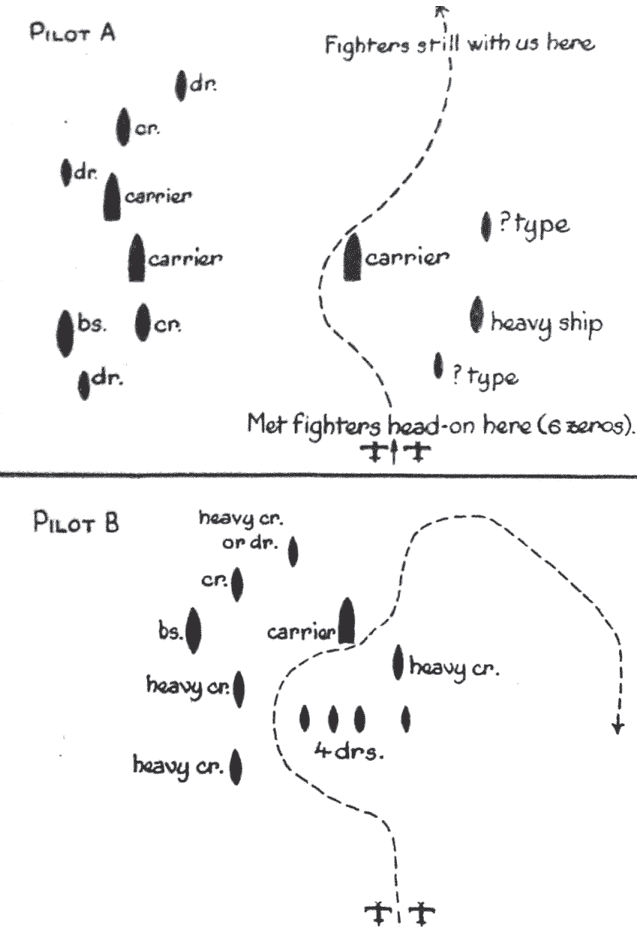 PILOT A
Fighters still with us here
dr.
cr.
dr.
carrier
carrier
? type
carrier
bs.
cr.
heavy ship
dr.
? type
Met fighters head-on here (6 zeros).
PILOT B
heavy cr.
or dr.
cr.
bs.
carrier
heavy cr.
heavy cr.
4 drs.
heavy cr.